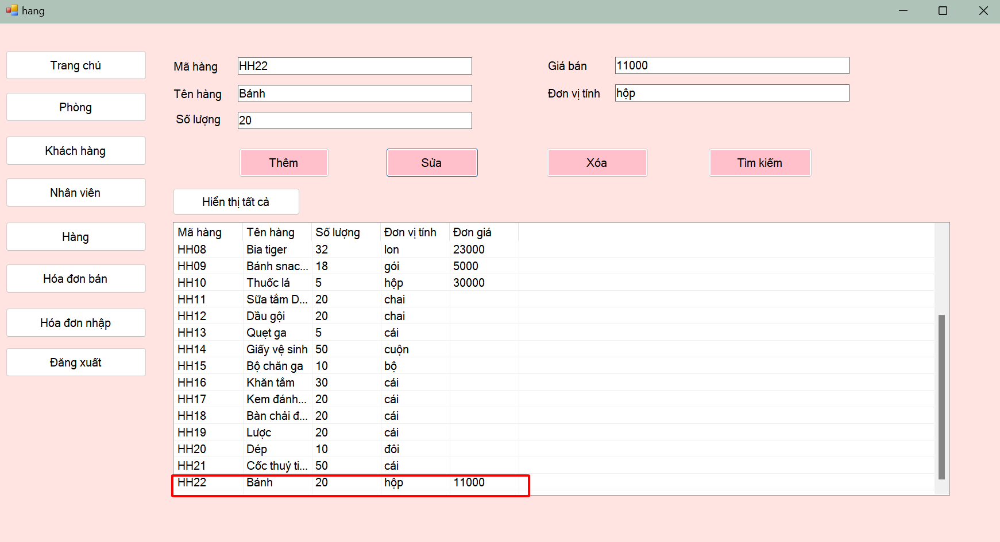 hang
Trang chủ
Phòng
Khách hàng
Nhân viên
Hàng
Hóa đơn bán
Hóa đơn nhập
Đăng xuất
Mã hàng HH22
Tên hàng Bánh
Số lượng 20
Giá bán 11000
Đơn vị tính hộp
Thêm Sửa Xóa Tìm kiếm
Hiển thị tất cả
Mã hàng Tên hàng Số lượng Đơn vị tính Đơn giá
HH08 Bia tiger 32 lon 23000
HH09 Bánh snac... 18 gói 5000
HH10 Thuốc lá 5 hộp 30000
HH11 Sữa tắm D... 20 chai
HH12 Dầu gội 20 chai
HH13 Quẹt ga 5 cái
HH14 Giấy vệ sinh 50 cuộn
HH15 Bộ chăn ga 10 bộ
HH16 Khăn tắm 30 cái
HH17 Kem đánh... 20 cái
HH18 Bàn chải đ... 20 cái
HH19 Lược 20 cái
HH20 Dép 10 đôi
HH21 Cốc thuỷ ti... 50 cái
HH22 Bánh 20 hộp 11000